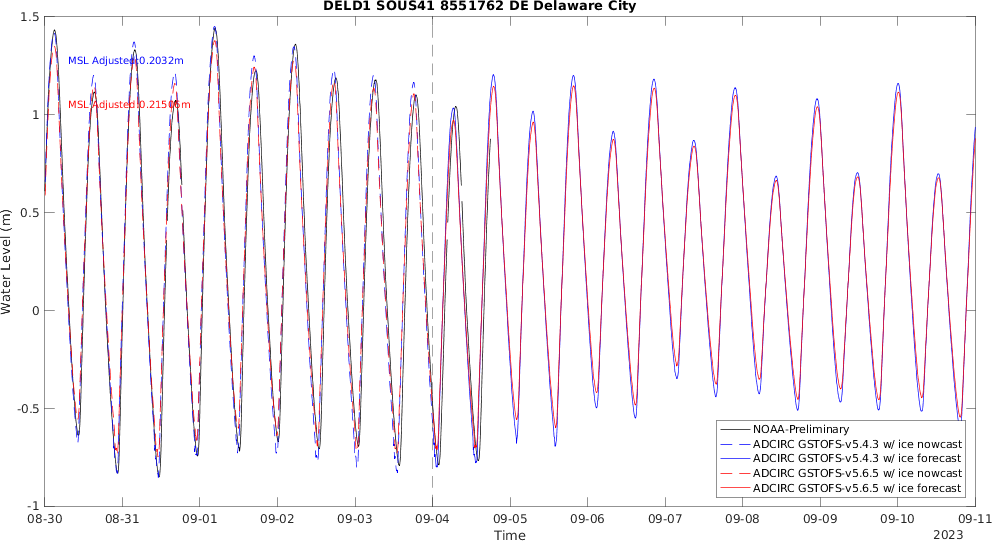 DELD1 SOUS41 8551762 DE Delaware City
1.5
1
0.5
0
-0.5
-1
Water Level (m)
MSL Adjusted:0.2032m
MSL Adjusted
08-30
08-31
09-01
09-02
09-03
09-04
09-05
09-06
09-07
09-08
09-09
09-10
09-11
Time
2023
NOAA-Preliminary
ADCIRC GSTOFS-v5.4.3 w/ ice nowcast
ADCIRC GSTOFS-v5.4.3 w/ ice forecast
ADCIRC GSTOFS-v5.6.5 w/ ice nowcast
ADCIRC GSTOFS-v5.6.5 w/ ice forecast